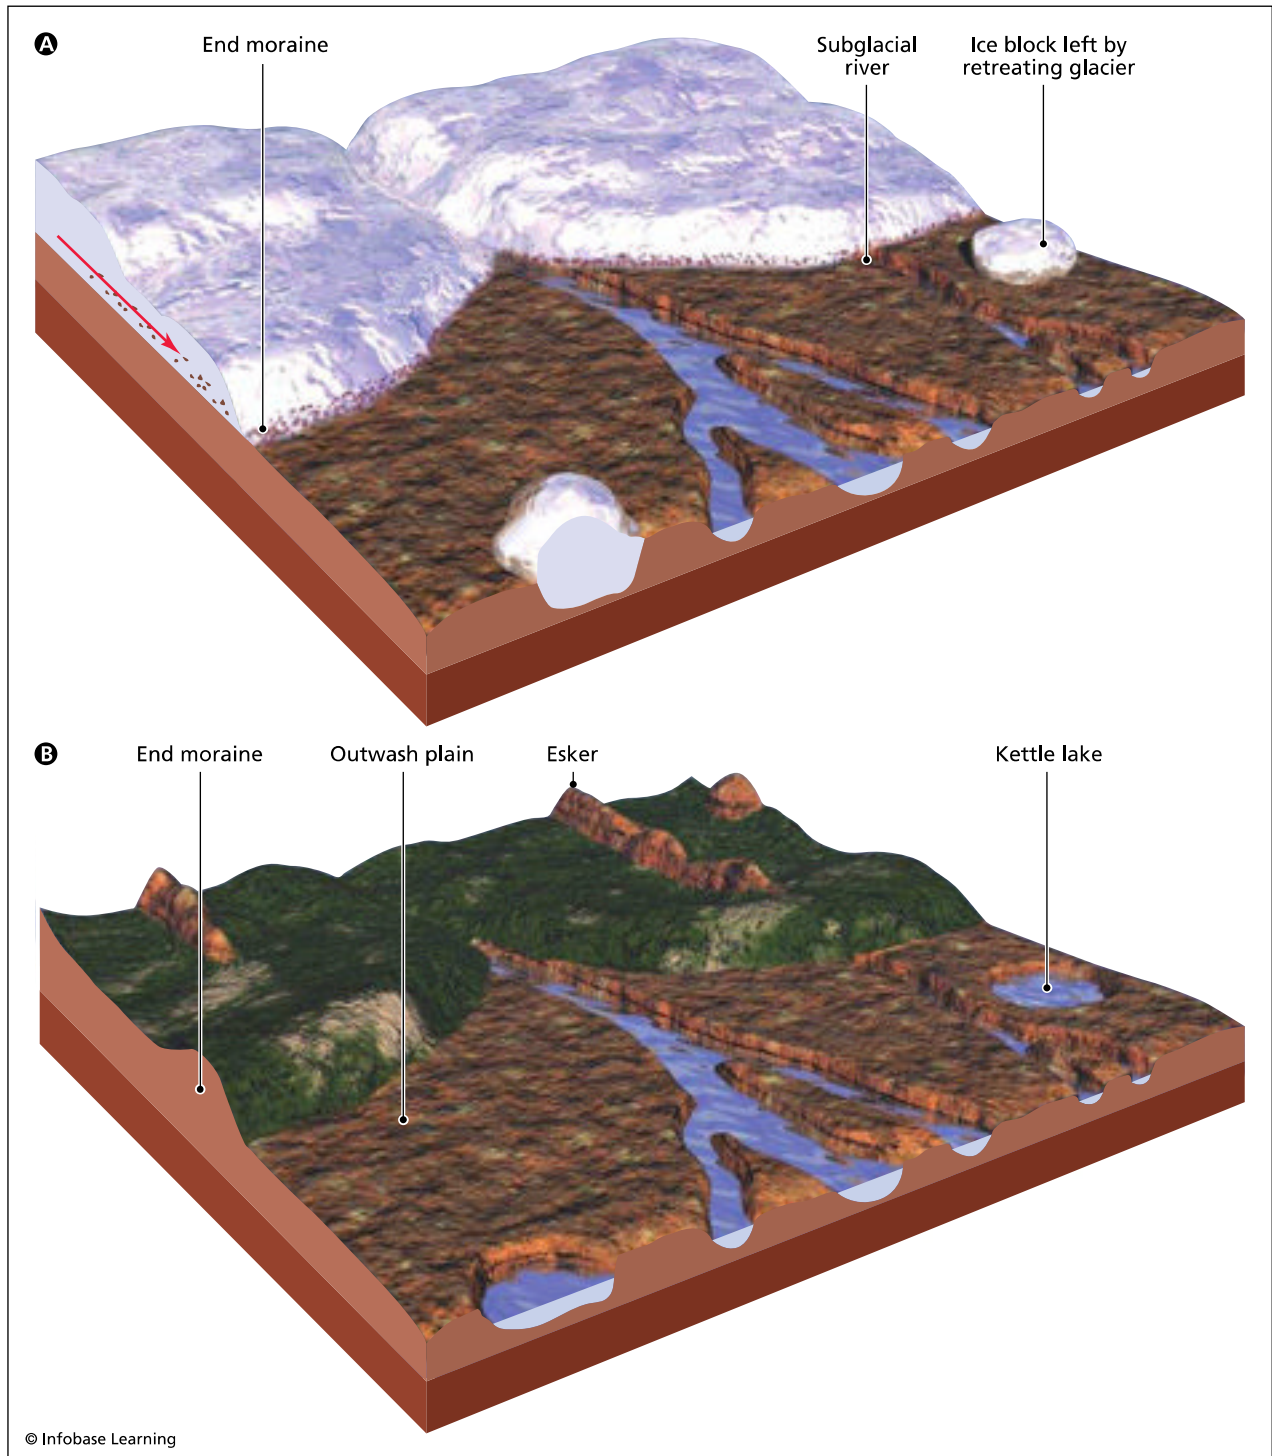 A
End moraine
Subglacial
river
Ice block left by
retreating glacier
B
End moraine
Outwash plain
Esker
Kettle lake
© Infobase Learning